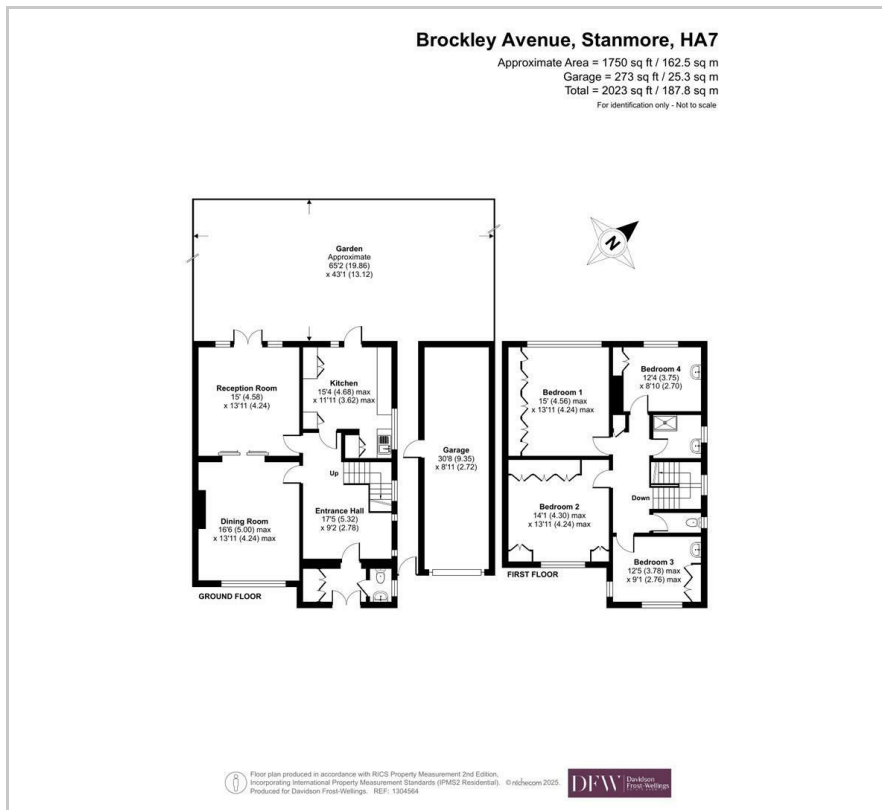 Brockley Avenue, Stanmore, HA7
Approximate Area = 1750 sq ft / 162.5 sq m
Garage = 273 sq ft / 25.3 sq m
Total = 2023 sq ft / 187.8 sq m
For identification only - Not to scale
Garden
Approximate
65'2 (19.86)
x 43'1 (13.12)
N
Reception Room
15' (4.58)
x 13'11 (4.24)
Kitchen
15'4 (4.68) max
x 11'11 (3.62) max
Up
Dining Room
16'6 (5.00) max
x 13'11 (4.24) max
Entrance Hall
17'5 (5.32)
x 9'2 (2.78)
GROUND FLOOR
Garage
30'8 (9.35)
x 8'11 (2.72)
Bedroom 1
15' (4.56) max
x 13'11 (4.24) max
Bedroom 4
12'4 (3.75)
x 8'10 (2.70)
Down
Bedroom 2
14'1 (4.30) max
x 13'11 (4.24) max
Bedroom 3
12'5 (3.78) max
x 9'1 (2.76) max
FIRST FLOOR
Floor plan produced in accordance with RICS Property Measurement 2nd Edition.
Incorporating International Property Measurement Standards (IPMS2 Residential). © nichecom 2025.
Produced for Davidson Frost-Wellings. REF: 1304564
DFW
Davidson
Frost-Wellings